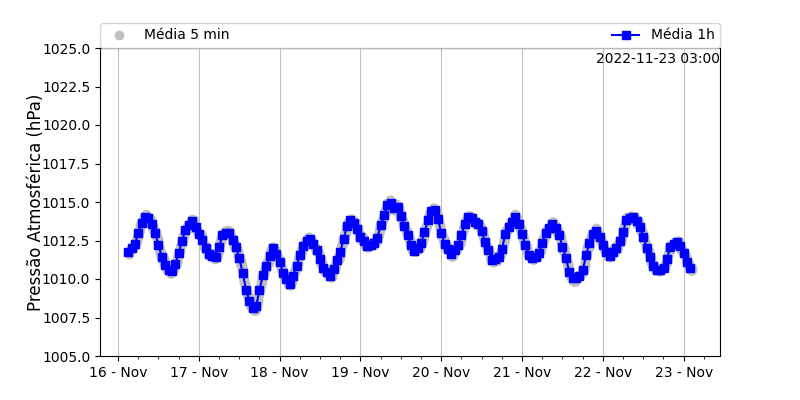 Média 5 min
Média 1h
2022-11-23 03:00
Pressão Atmosférica (hPa)
1025.0
1022.5
1020.0
1017.5
1015.0
1012.5
1010.0
1007.5
1005.0
16 - Nov 17 - Nov 18 - Nov 19 - Nov 20 - Nov 21 - Nov 22 - Nov 23 - Nov